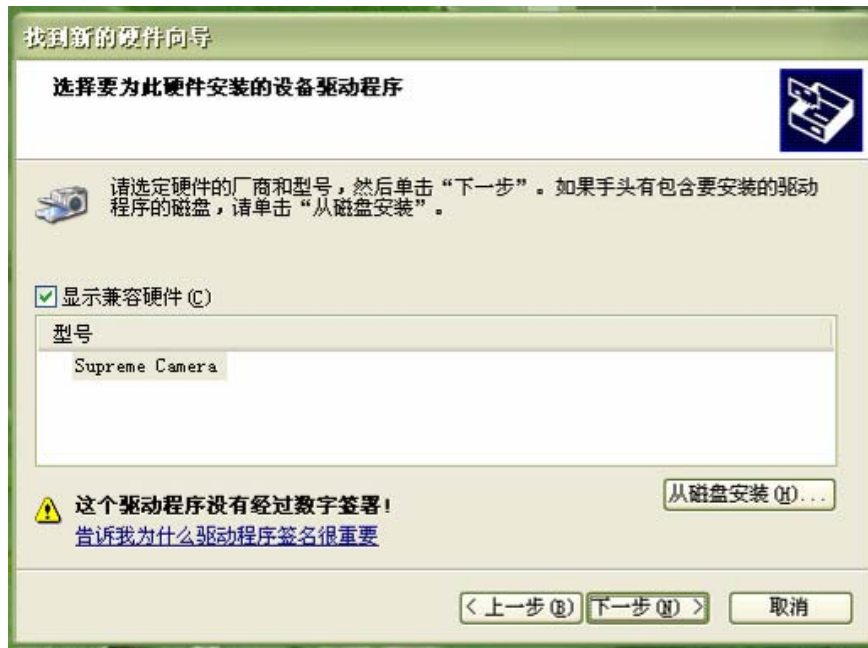 找到新的硬件向导
选择要为此硬件安装的设备驱动程序
请选定硬件的厂商和型号，然后单击“下一步”。如果手头有包含要安装的驱动
程序的磁盘，请单击“从磁盘安装”。
显示兼容硬件(C)
型号
Supreme Camera
这个驱动程序没有经过数字签署!
告诉我为什么驱动程序签名很重要
从磁盘安装(H)...
< 上一步(B) 下一步(N) > 取消